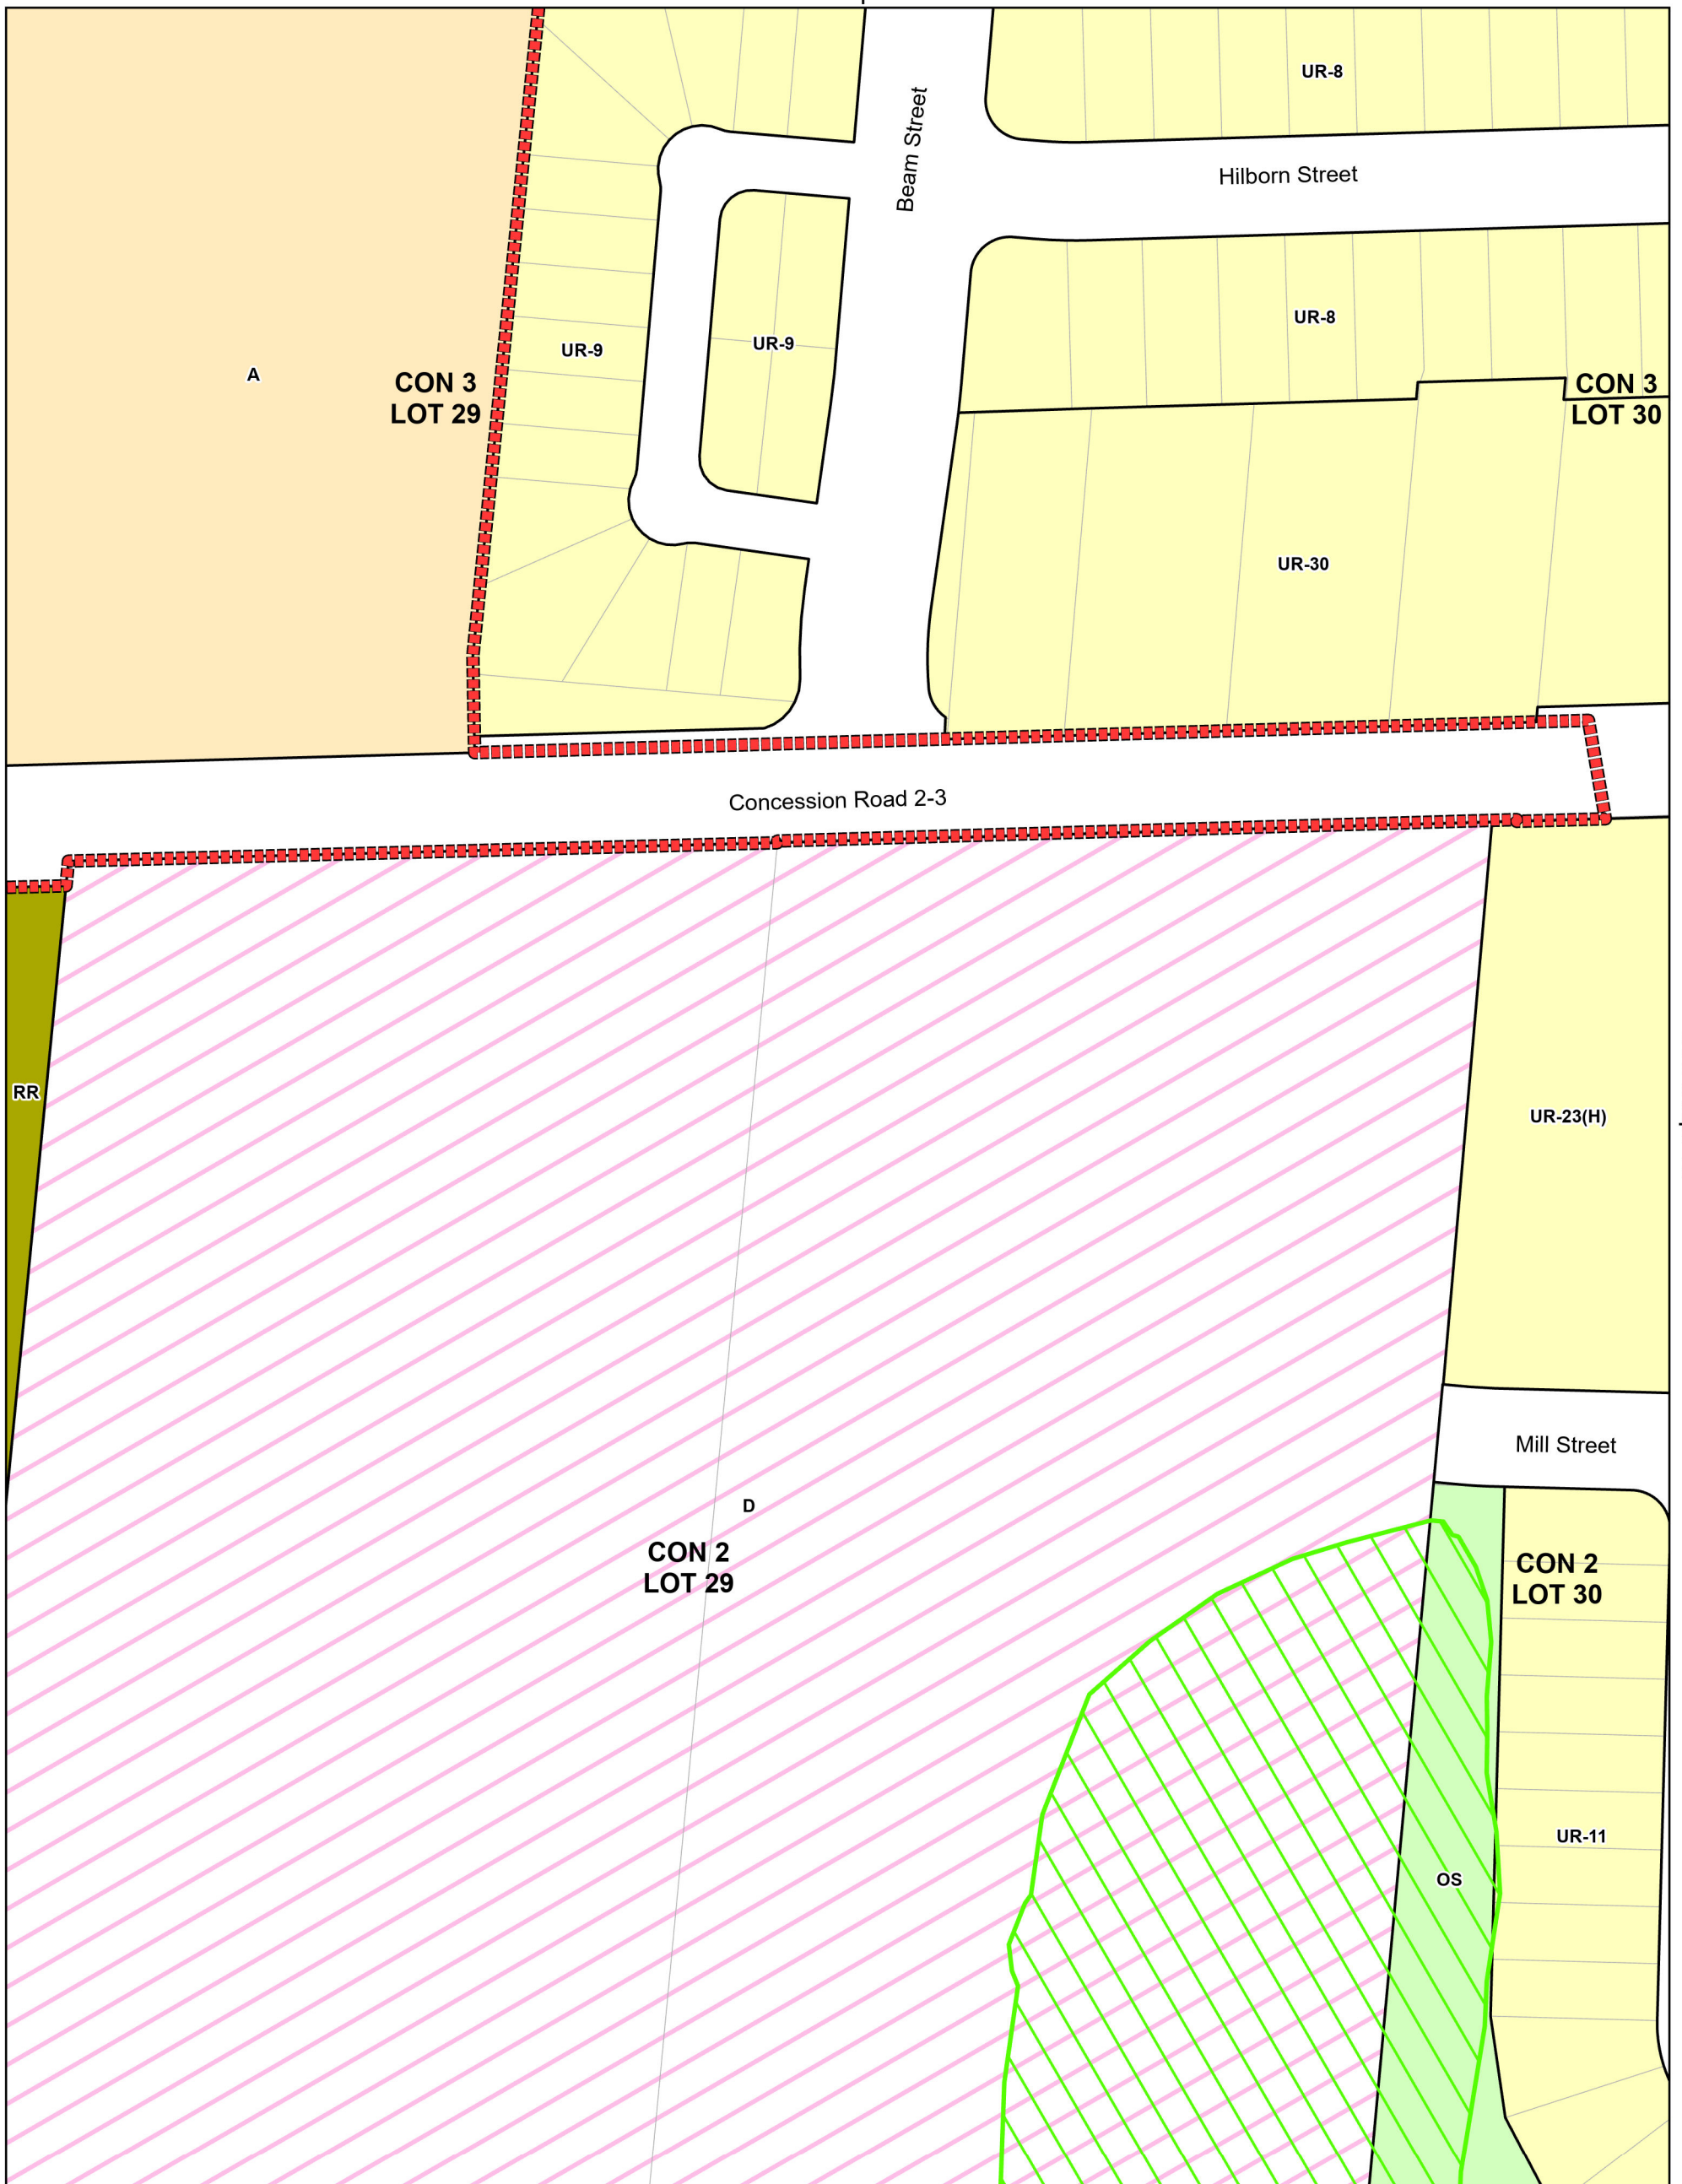 UR-8
Beam Street
Hilborn Street
UR-8
UR-9
UR-9
A
CON 3
LOT 29
CON 3
LOT 30
UR-30
Concession Road 2-3
RR
UR-23(H)
Mill Street
D
CON 2
LOT 29
CON 2
LOT 30
UR-11
OS